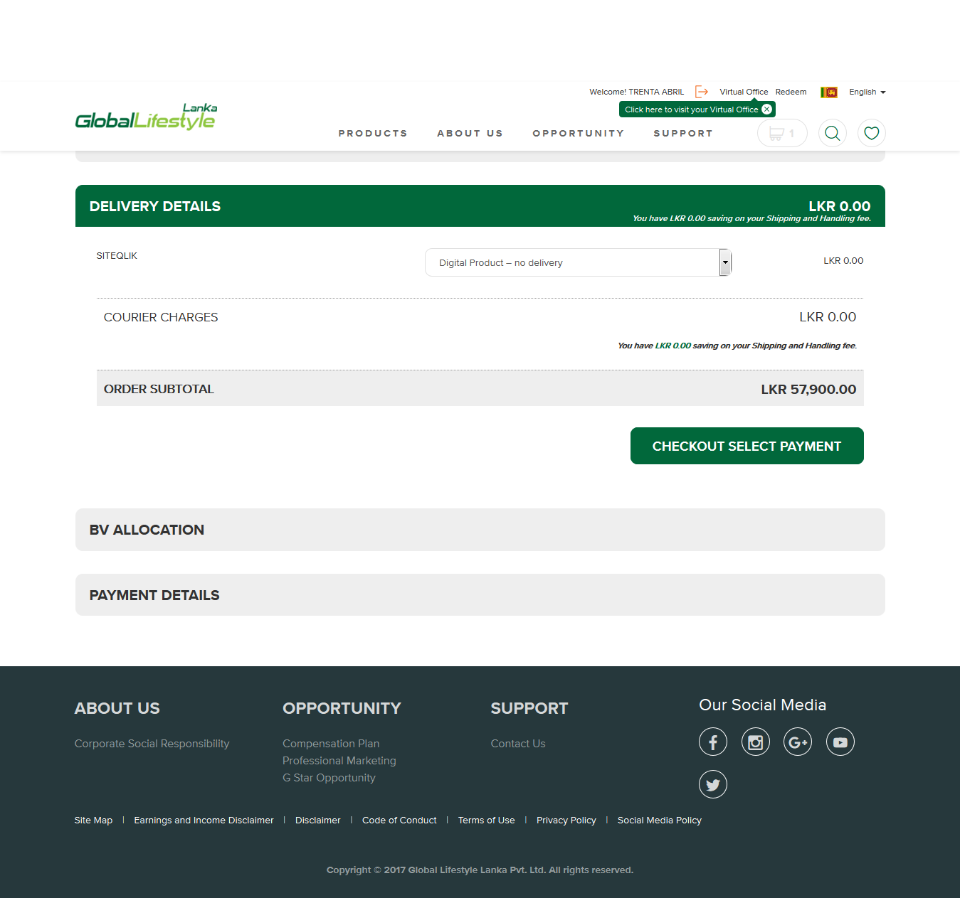 Welcome! TRENTA ABRIL Virtual Office Redeem English
Click here to visit your Virtual Office
Lanka
GlobalLifestyle
PRODUCTS ABOUT US OPPORTUNITY SUPPORT 1
DELIVERY DETAILS LKR 0.00
You have LKR 0.00 saving on your Shipping and Handling fee.
SITEQLIK Digital Product – no delivery LKR 0.00
COURIER CHARGES LKR 0.00
You have LKR 0.00 saving on your Shipping and Handling fee.
ORDER SUBTOTAL LKR 57,900.00
CHECKOUT SELECT PAYMENT
BV ALLOCATION
PAYMENT DETAILS
ABOUT US OPPORTUNITY SUPPORT Our Social Media
Corporate Social Responsibility Compensation Plan Contact Us
Professional Marketing
G Star Opportunity
Site Map | Earnings and Income Disclaimer | Disclaimer | Code of Conduct | Terms of Use | Privacy Policy | Social Media Policy
Copyright © 2017 Global Lifestyle Lanka Pvt. Ltd. All rights reserved.